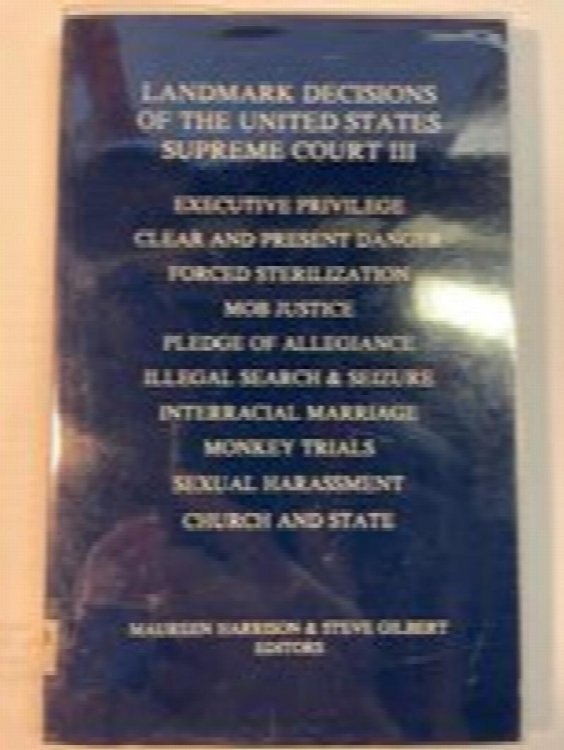 LANDMARK DECISIONS
OF THE UNITED STATES
SUPREME COURT III
EXECUTIVE PRIVILEGE
CLEAR AND PRESENT DANGER
FORCED STERILIZATION
MOB JUSTICE
PLEDGE OF ALLEGIANCE
ILLEGAL SEARCH & SEIZURE
INTERRACIAL MARRIAGE
MONKEY TRIALS
SEXUAL HARASSMENT
CHURCH AND STATE
MAUREEN HARRISON & STEVE GILBERT
EDITORS